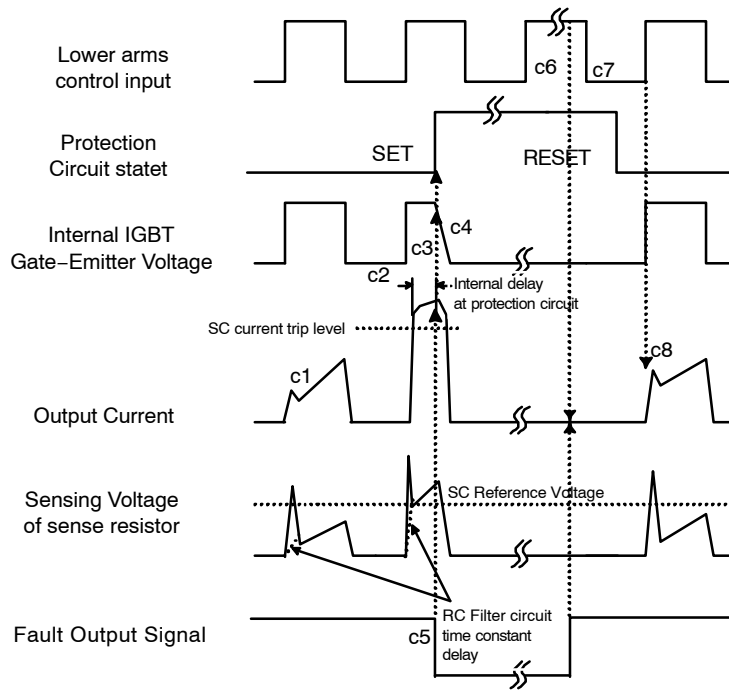 Lower arms
control input
c6
c7
Protection
Circuit statet
SET
RESET
Internal IGBT
Gate−Emitter Voltage
c4
c3
c2
Internal delay
at protection circuit
SC current trip level
c1
c8
Output Current
Sensing Voltage
of sense resistor
SC Reference Voltage
Fault Output Signal
c5
RC Filter circuit
time constant
delay